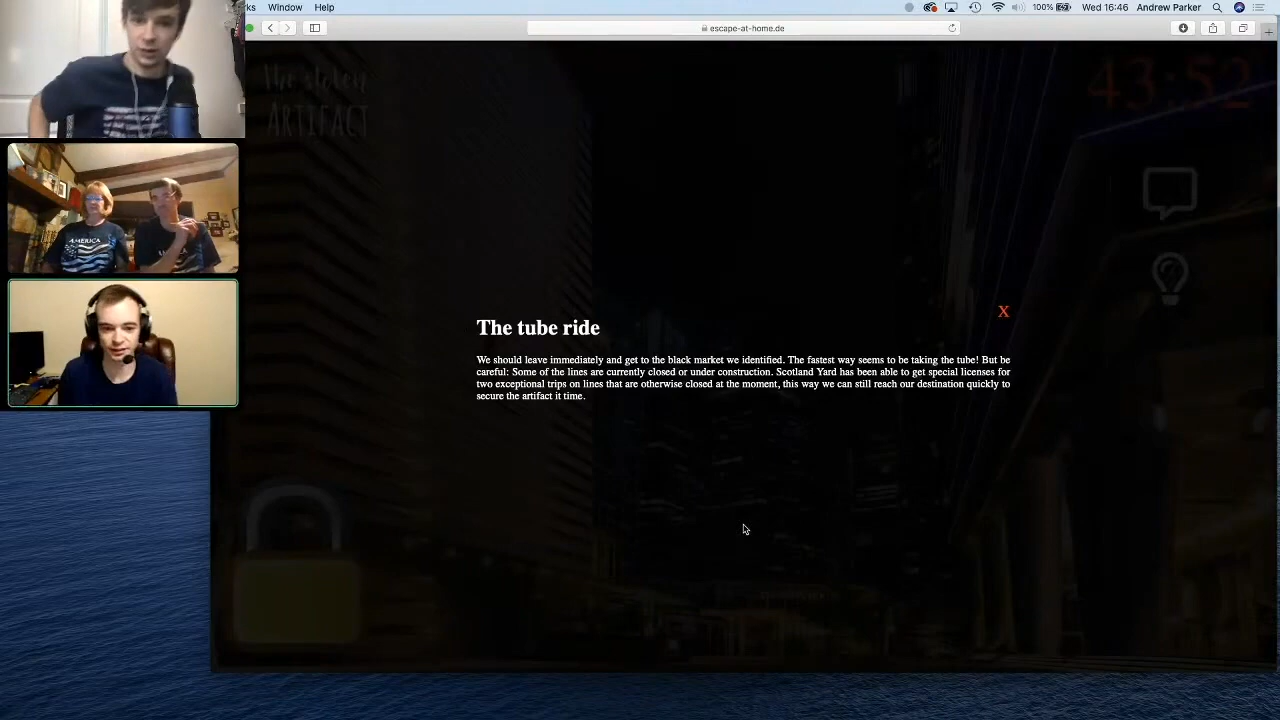 ks Window Help
100% Wed 16:46 Andrew Parker
escape-at-home.de
The stolen
ARTIFACT
43:52
AMERICA
X
The tube ride
We should leave immediately and get to the black market we identified. The fastest way seems to be taking the tube! But be
careful: Some of the lines are currently closed or under construction. Scotland Yard has been able to get special licenses for
two exceptional trips on lines that are otherwise closed at the moment, this way we can still reach our destination quickly to
secure the artifact it time.